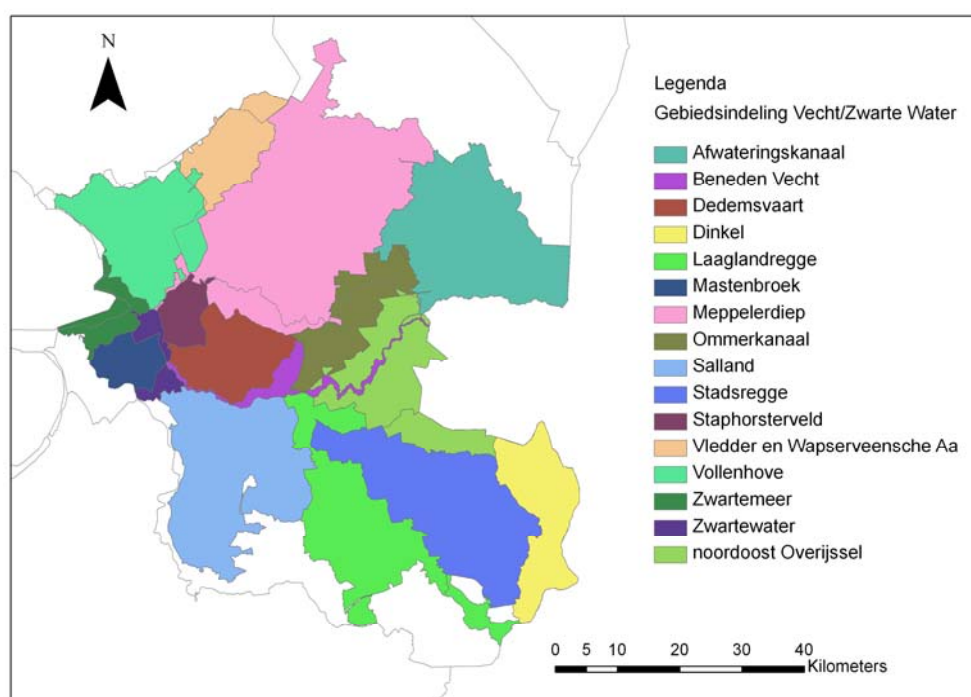 N
Legenda
Gebiedsindeling Vecht/Zwarte Water
Afwateringskanaal
Beneden Vecht
Dedemsvaart
Dinkel
Laaglandregge
Mastenbroek
Meppelerdiep
Ommerkanaal
Salland
Stadsregge
Staphorsterveld
Vledder en Wapserveensche Aa
Vollenhove
Zwartemeer
Zwartewater
noordoost Overijssel
0 5 10 20 30 40
Kilometers